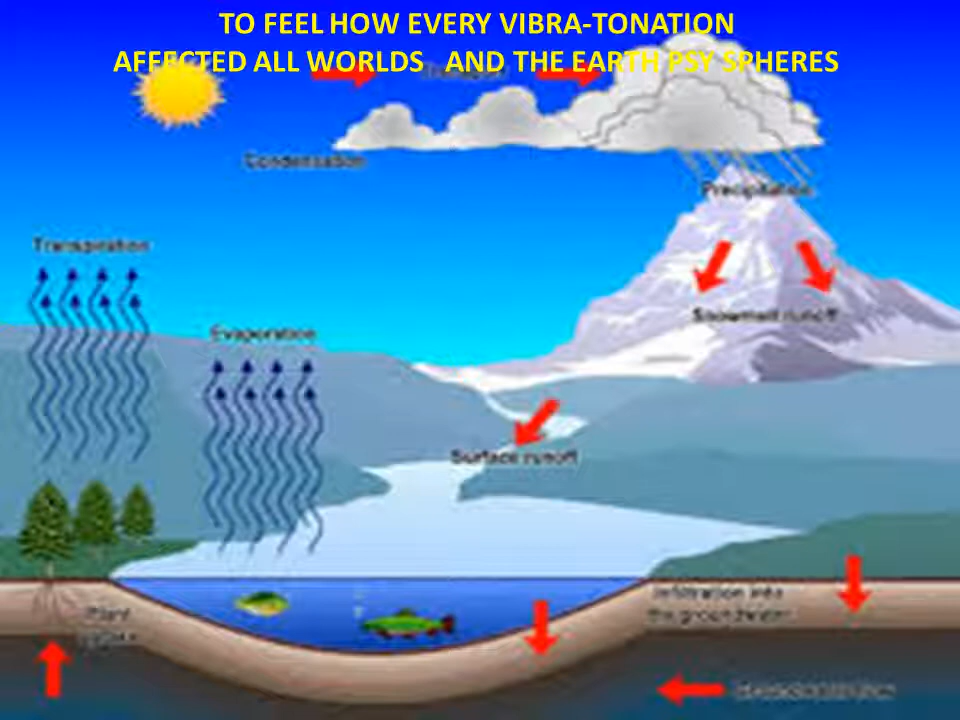 TO FEEL HOW EVERY VIBRA-TONATION
AFFECTED ALL WORLDS AND THE EARTH PSY SPHERES
Condensation
Precipitation
Transpiration
Snowmelt runoff
Evaporation
Surface runoff
Plant
Infiltration into
the groundwater